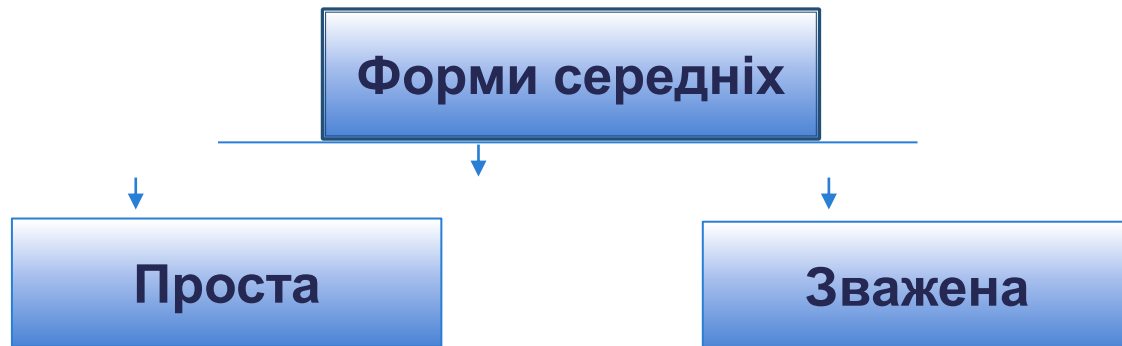 Форми середніх
Проста
Зважена